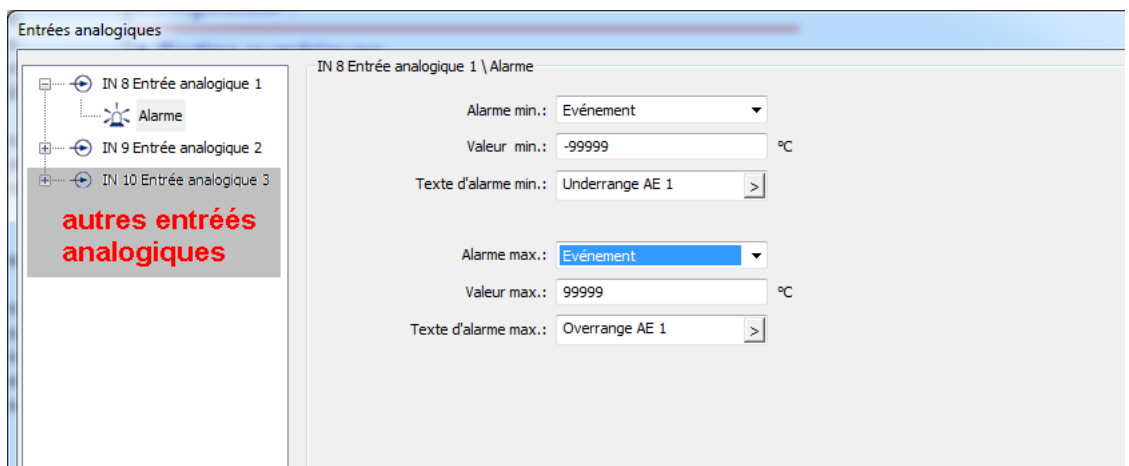 Entrées analogiques
IN 8 Entrée analogique 1
Alarme
IN 9 Entrée analogique 2
IN 10 Entrée analogique 3
autres entréés
analogiques
IN 8 Entrée analogique 1 \ Alarme
Alarme min.: Evénement
Valeur min.: -99999 °C
Texte d'alarme min.: Underrange AE 1 >
Alarme max.: Evénement
Valeur max.: 99999 °C
Texte d'alarme max.: Overrange AE 1 >